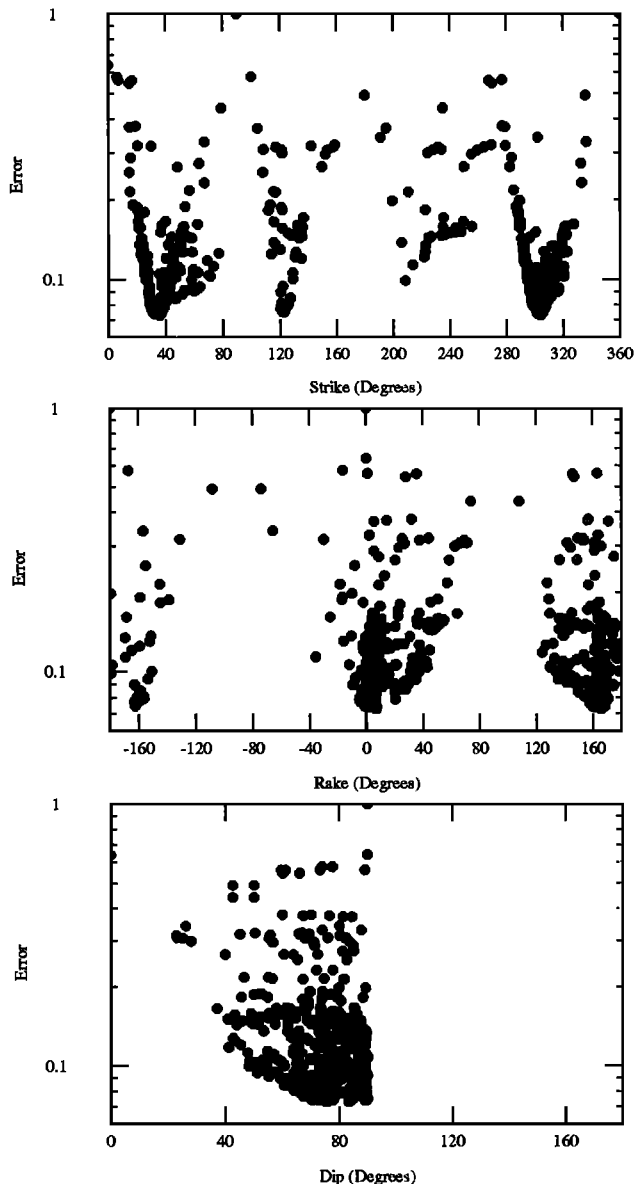 1
Error
0.1
0 40 80 120 160 200 240 280 320 360
Strike (Degrees)
1
Error
0.1
-160 -120 -80 -40 0 40 80 120 160
Rake (Degrees)
1
Error
0.1
0 40 80 120 160
Dip (Degrees)